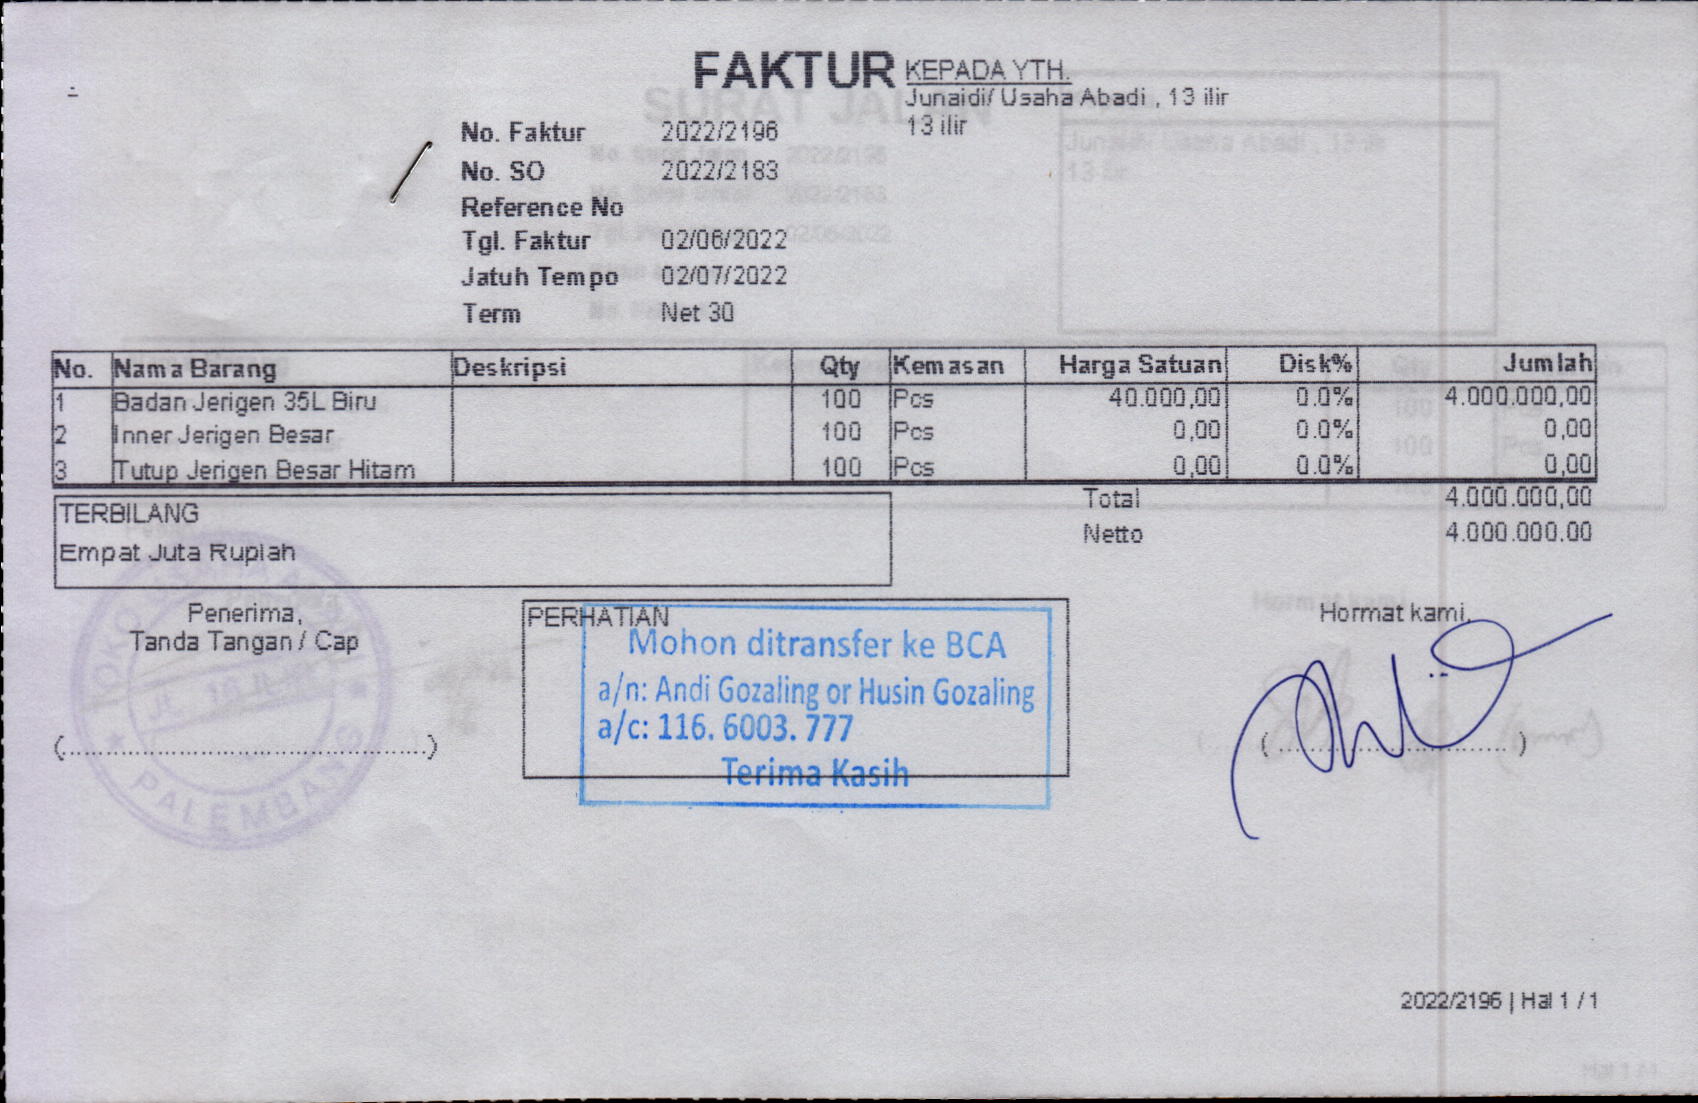 FAKTUR
KEPADA YTH.
Junaidi/ Usaha Abadi , 13 ilir
13 ilir
No. Faktur 2022/2196
No. SO 2022/2183
Reference No
Tgl. Faktur 02/06/2022
Jatuh Tempo 02/07/2022
Term Net 30
No. Nama Barang Deskripsi Qty Kemasan Harga Satuan Disk% Jumlah
1 Badan Jerigen 35L Biru 100 Pcs 40.000,00 0.0% 4.000.000,00
2 Inner Jerigen Besar 100 Pcs 0,00 0.0% 0,00
3 Tutup Jerigen Besar Hitam 100 Pcs 0,00 0.0% 0,00
Total 4.000.000,00
Netto 4.000.000.00
TERBILANG
Empat Juta Rupiah
Penerima,
Tanda Tangan / Cap
(....................................................)
TOKO
PALEMBANG
PERHATIAN
Mohon ditransfer ke BCA
a/n: Andi Gozaling or Husin Gozaling
a/c: 116. 6003. 777
Terima Kasih
Hormat kami,
(....................................)
2022/2196 | Hal 1 / 1
SURAT JALAN